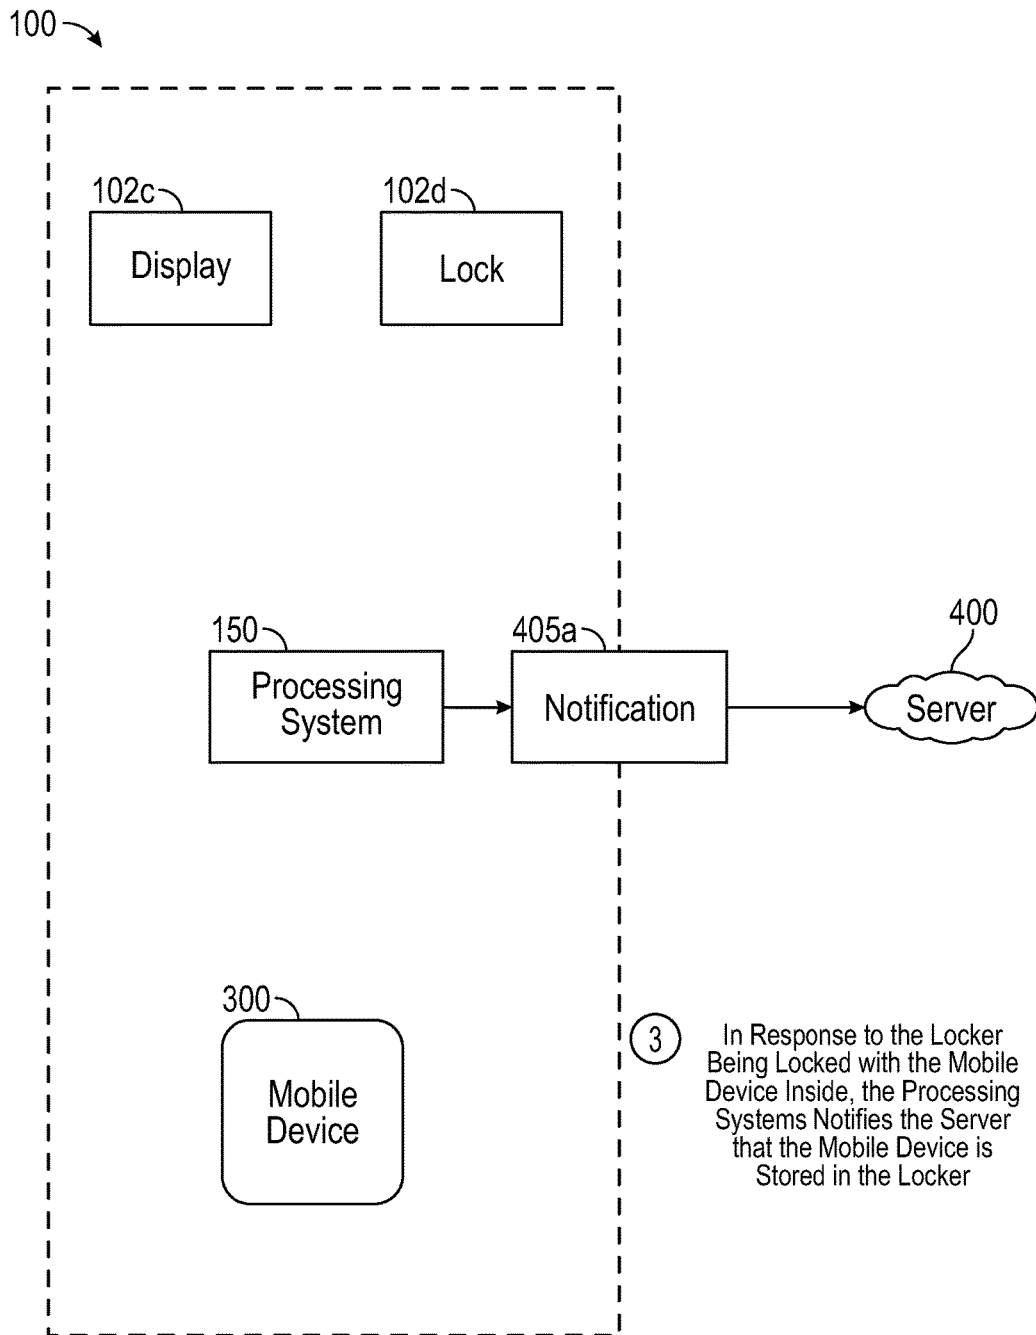 100
102c
102d
Display
Lock
150
405a
400
Processing
System
Notification
Server
300
Mobile
Device
3
In Response to the Locker
Being Locked with the Mobile
Device Inside, the Processing
Systems Notifies the Server
that the Mobile Device is
Stored in the Locker